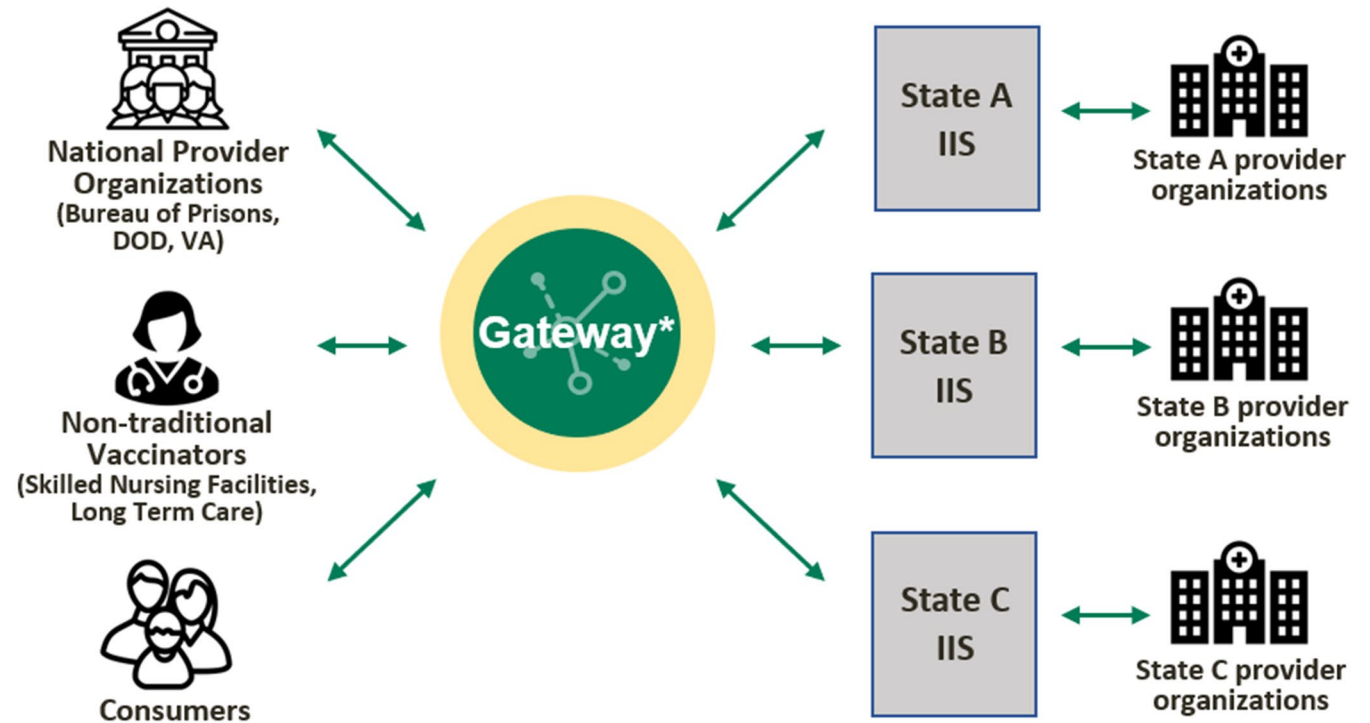 National Provider
Organizations
(Bureau of Prisons,
DOD, VA)
Non-traditional
Vaccinators
(Skilled Nursing Facilities,
Long Term Care)
Consumers
Gateway*
State A
IIS
State A provider
organizations
State B
IIS
State B provider
organizations
State C
IIS
State C provider
organizations